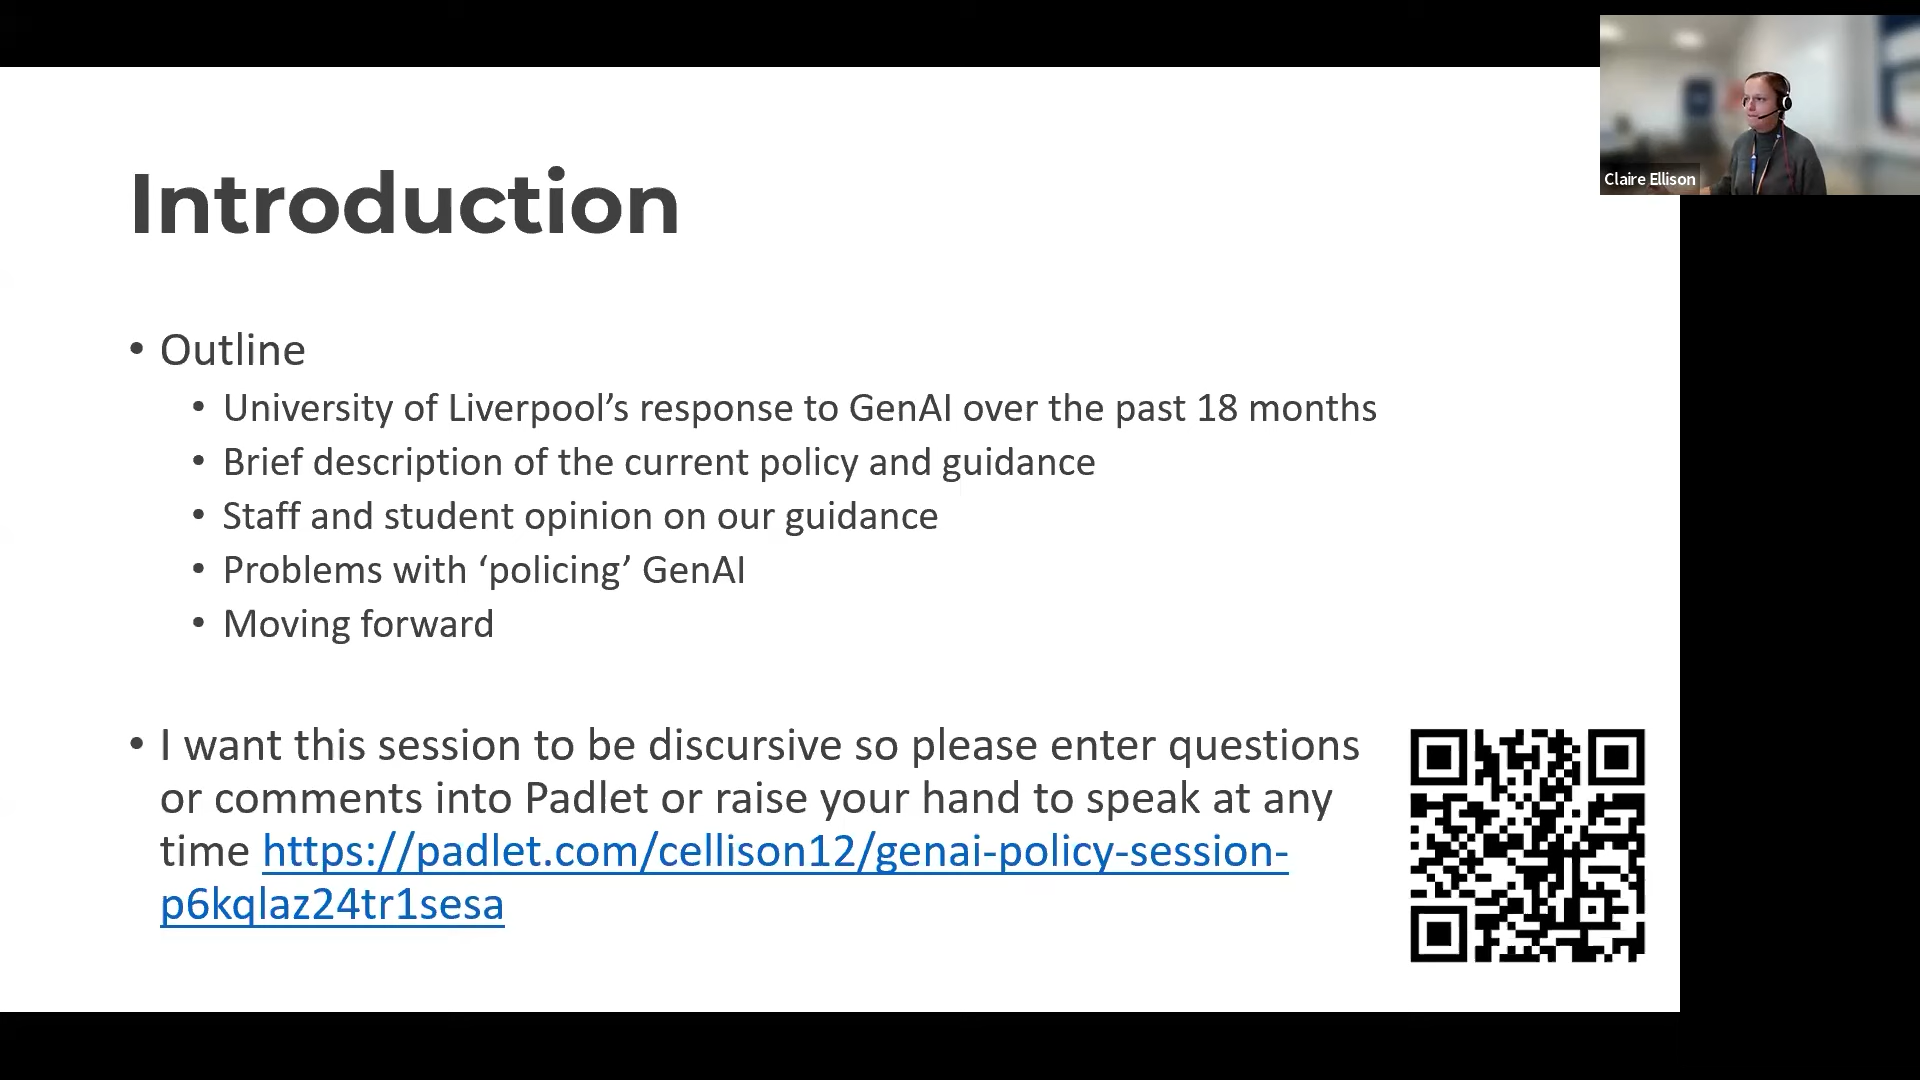 Claire Ellison
Introduction
• Outline
• University of Liverpool’s response to GenAI over the past 18 months
• Brief description of the current policy and guidance
• Staff and student opinion on our guidance
• Problems with ‘policing’ GenAI
• Moving forward
• I want this session to be discursive so please enter questions
or comments into Padlet or raise your hand to speak at any
time https://padlet.com/cellison12/genai-policy-session-
p6kqlaz24tr1sesa